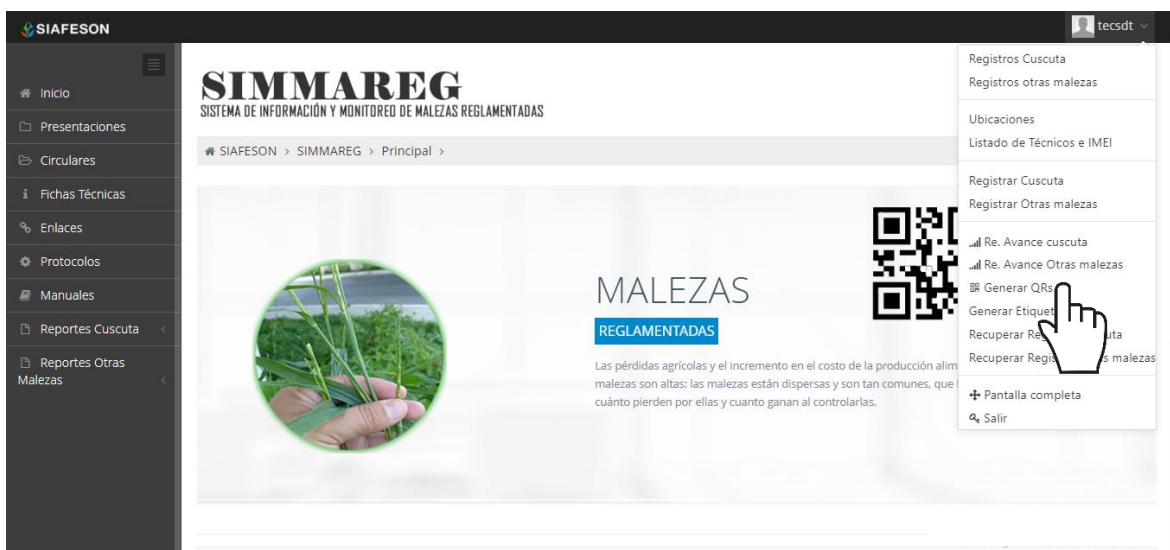 SIAFESON
tecsdt
Inicio
Presentaciones
Circulares
Fichas Técnicas
Enlaces
Protocolos
Manuales
Reportes Cuscuta
Reportes Otras
Malezas
SIMMAREG
SISTEMA DE INFORMACIÓN Y MONITOREO DE MALEZAS REGLAMENTADAS
SIAFESON > SIMMAREG > Principal >
MALEZAS
REGLAMENTADAS
Las pérdidas agrícolas y el incremento en el costo de la producción
malezas son altas; las malezas están dispersas y son tan comunes, que
cuánto pierden por ellas y cuanto ganan al controlarlas.
Registros Cuscuta
Registros otras malezas
Ubicaciones
Listado de Técnicos e IMEI
Registrar Cuscuta
Registrar Otras malezas
Re. Avance cuscuta
Re. Avance Otras malezas
Generar QRs
Generar
Recuperar
Recuperar malezas
Pantalla completa
Salir